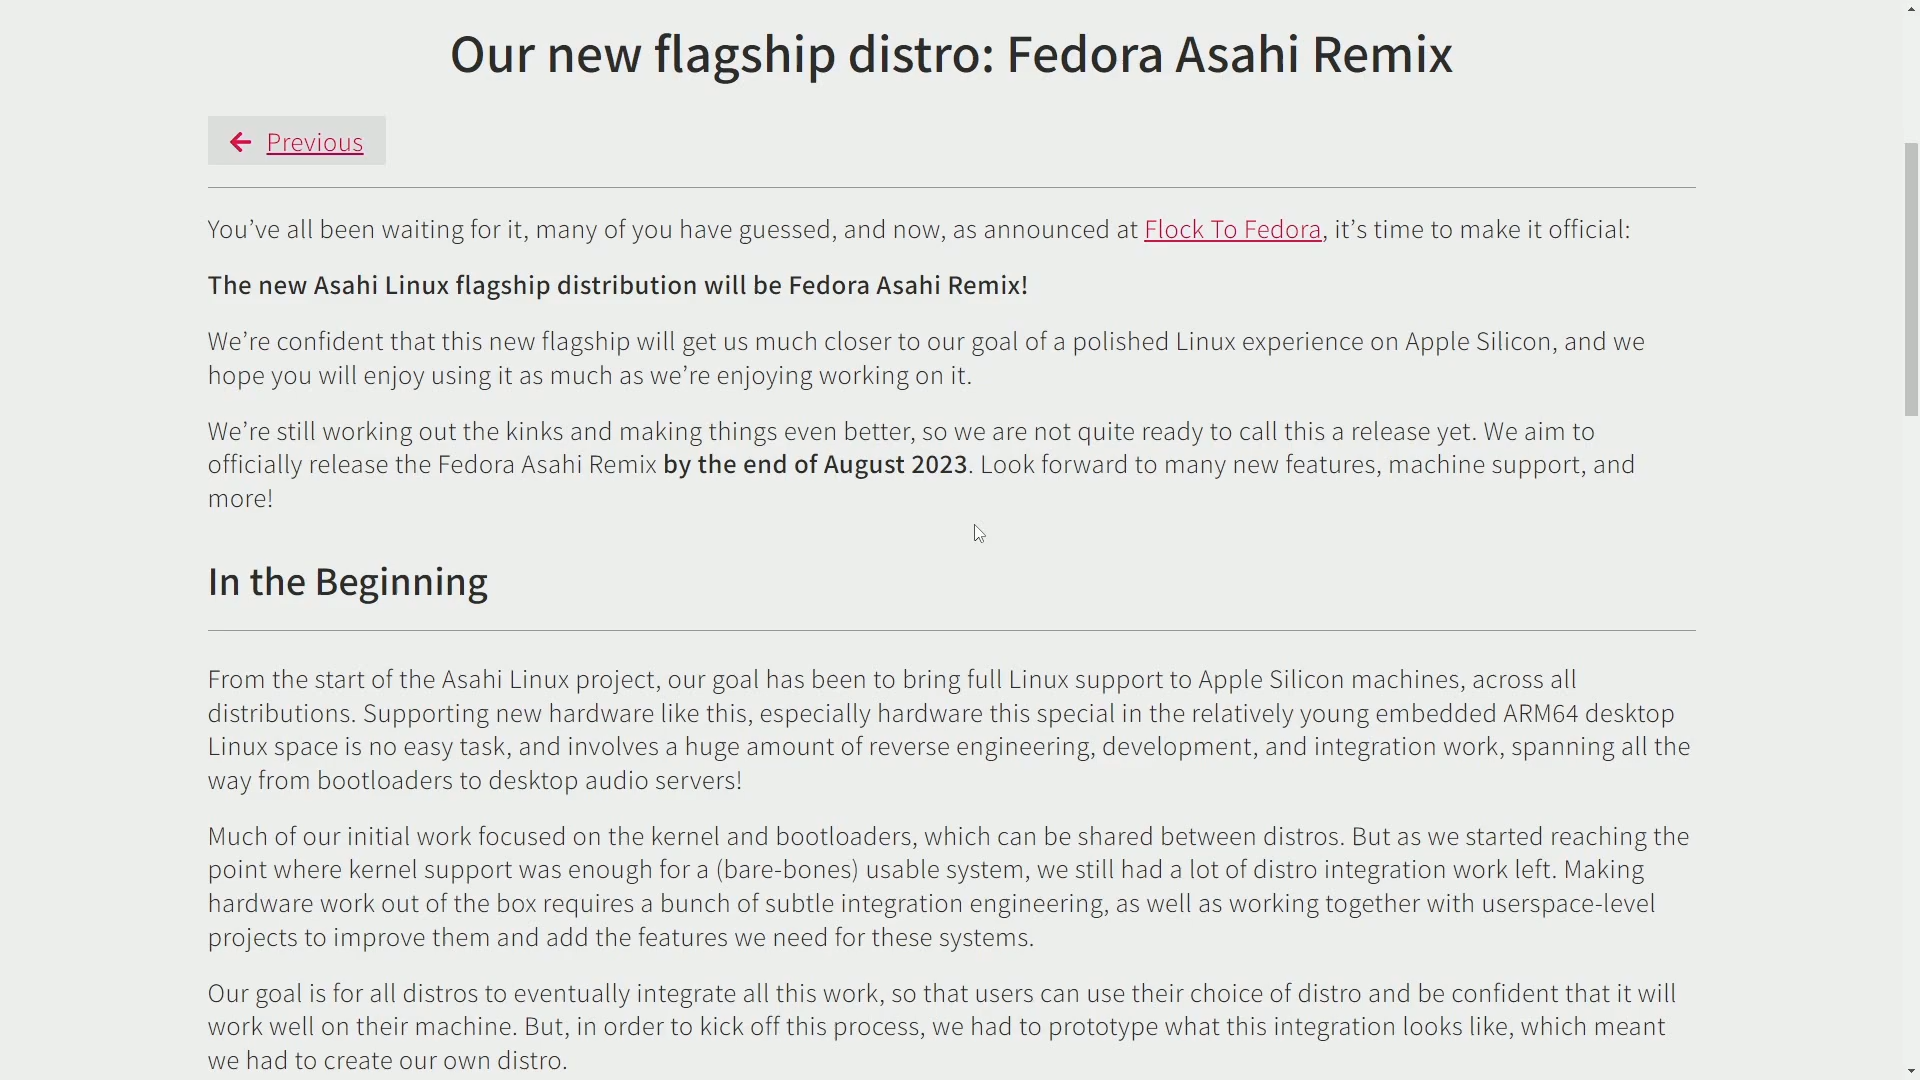 Our new flagship distro: Fedora Asahi Remix
Previous
You’ve all been waiting for it, many of you have guessed, and now, as announced at Flock To Fedora, it’s time to make it official:
The new Asahi Linux flagship distribution will be Fedora Asahi Remix!
We’re confident that this new flagship will get us much closer to our goal of a polished Linux experience on Apple Silicon, and we
hope you will enjoy using it as much as we’re enjoying working on it.
We’re still working out the kinks and making things even better, so we are not quite ready to call this a release yet. We aim to
officially release the Fedora Asahi Remix by the end of August 2023. Look forward to many new features, machine support, and
more!
In the Beginning
From the start of the Asahi Linux project, our goal has been to bring full Linux support to Apple Silicon machines, across all
distributions. Supporting new hardware like this, especially hardware this special in the relatively young embedded ARM64 desktop
Linux space is no easy task, and involves a huge amount of reverse engineering, development, and integration work, spanning all the
way from bootloaders to desktop audio servers!
Much of our initial work focused on the kernel and bootloaders, which can be shared between distros. But as we started reaching the
point where kernel support was enough for a (bare-bones) usable system, we still had a lot of distro integration work left. Making
hardware work out of the box requires a bunch of subtle integration engineering, as well as working together with userspace-level
projects to improve them and add the features we need for these systems.
Our goal is for all distros to eventually integrate all this work, so that users can use their choice of distro and be confident that it will
work well on their machine. But, in order to kick off this process, we had to prototype what this integration looks like, which meant
we had to create our own distro.